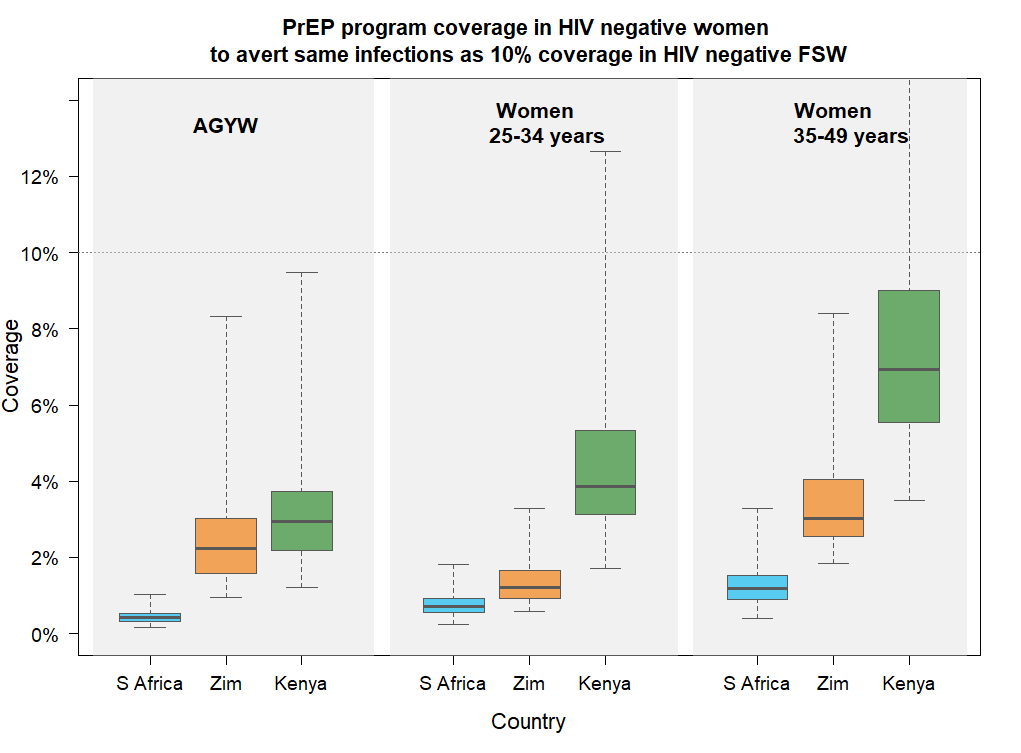 PrEP program coverage in HIV negative women
to avert same infections as 10% coverage in HIV negative FSW
AGYW
Women
25-34 years
Women
35-49 years
12%
10%
8%
6%
4%
2%
0%
Coverage
S Africa Zim Kenya S Africa Zim Kenya S Africa Zim Kenya
Country